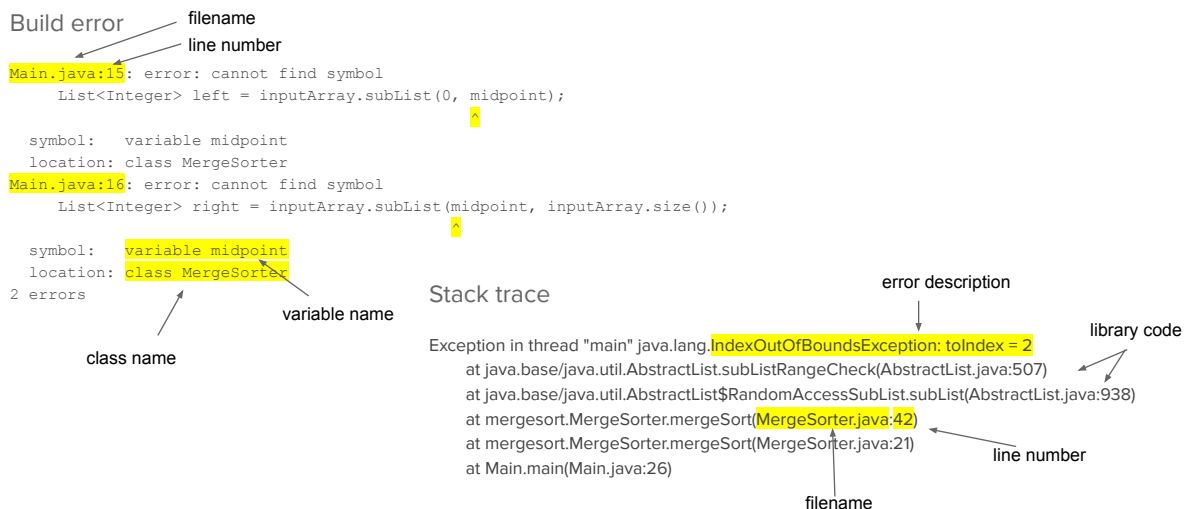 Build error
filename
line number
Main.java:15: error: cannot find symbol
List<Integer> left = inputArray.subList(0, midpoint);
^
symbol: variable midpoint
location: class MergeSorter
Main.java:16: error: cannot find symbol
List<Integer> right = inputArray.subList(midpoint, inputArray.size());
^
symbol: variable midpoint
location: class MergeSorter
2 errors
variable name
class name
Stack trace
error description
library code
Exception in thread "main" java.lang.IndexOutOfBoundsException: toIndex = 2
at java.base/java.util.AbstractList.subListRangeCheck(AbstractList.java:507)
at java.base/java.util.AbstractList$RandomAccessSubList.subList(AbstractList.java:938)
at mergesort.MergeSorter.mergeSort(MergeSorter.java:42)
at mergesort.MergeSorter.mergeSort(MergeSorter.java:21)
at Main.main(Main.java:26)
line number
filename